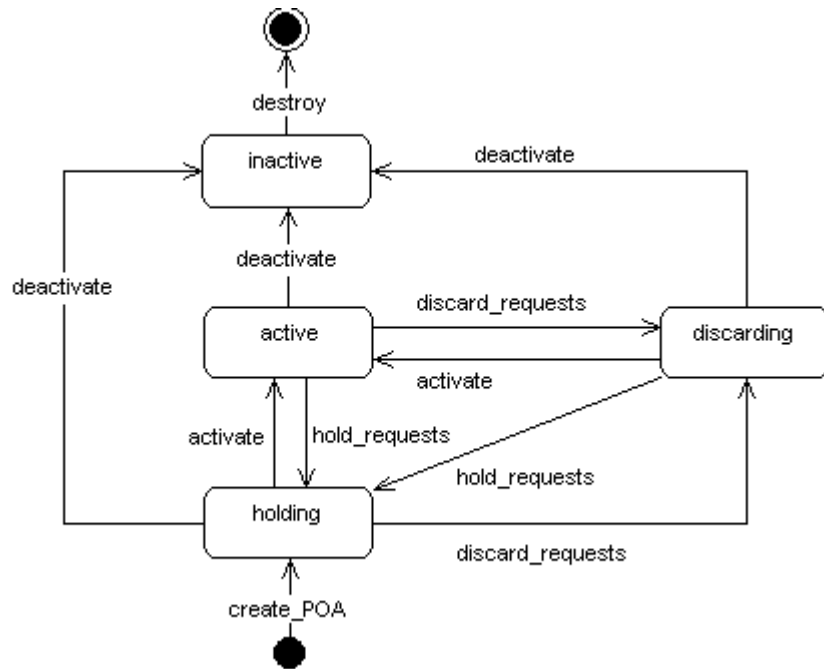 destroy
inactive
deactivate
deactivate
deactivate
discard_requests
active
discarding
activate
activate
hold_requests
hold_requests
holding
discard_requests
create_POA